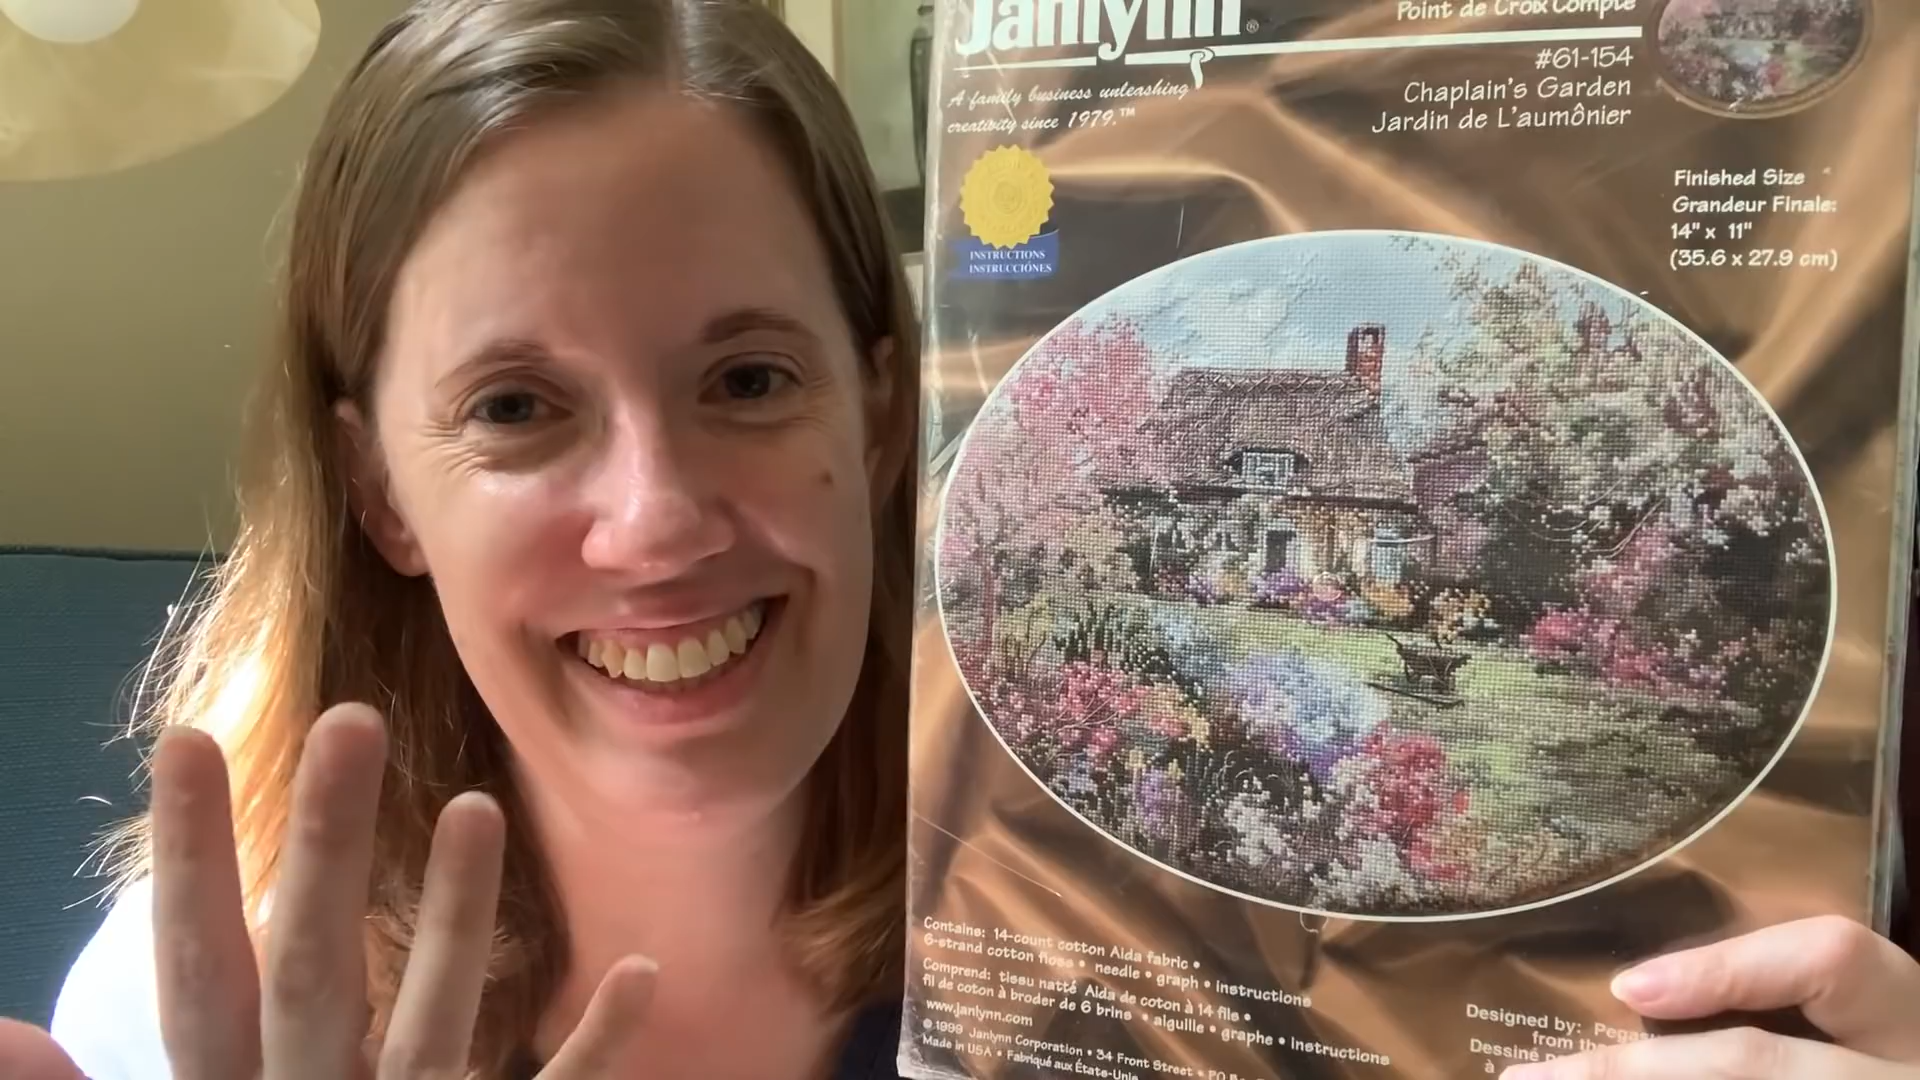 Janlynn®
Point de Croix Compté
A family business unleashing
creativity since 1979.™
#61-154
Chaplain's Garden
Jardin de L'aumônier
INSTRUCTIONS
INSTRUCCIÓNES
Finished Size
Grandeur Finale:
14" x 11"
(35.6 x 27.9 cm)
Contains: 14-count cotton Aida fabric •
6-strand cotton floss • needle • graph • instructions
Comprend: tissu natté Aida de coton à 14 fils •
fil de coton à broder de 6 brins • aiguille • graphe • instructions
www.janlynn.com
© 1999 Janlynn Corporation • 34 Front Street •
Made in USA • Fabriqué aux État-Unis
Designed by:
from the
Dessiné
à